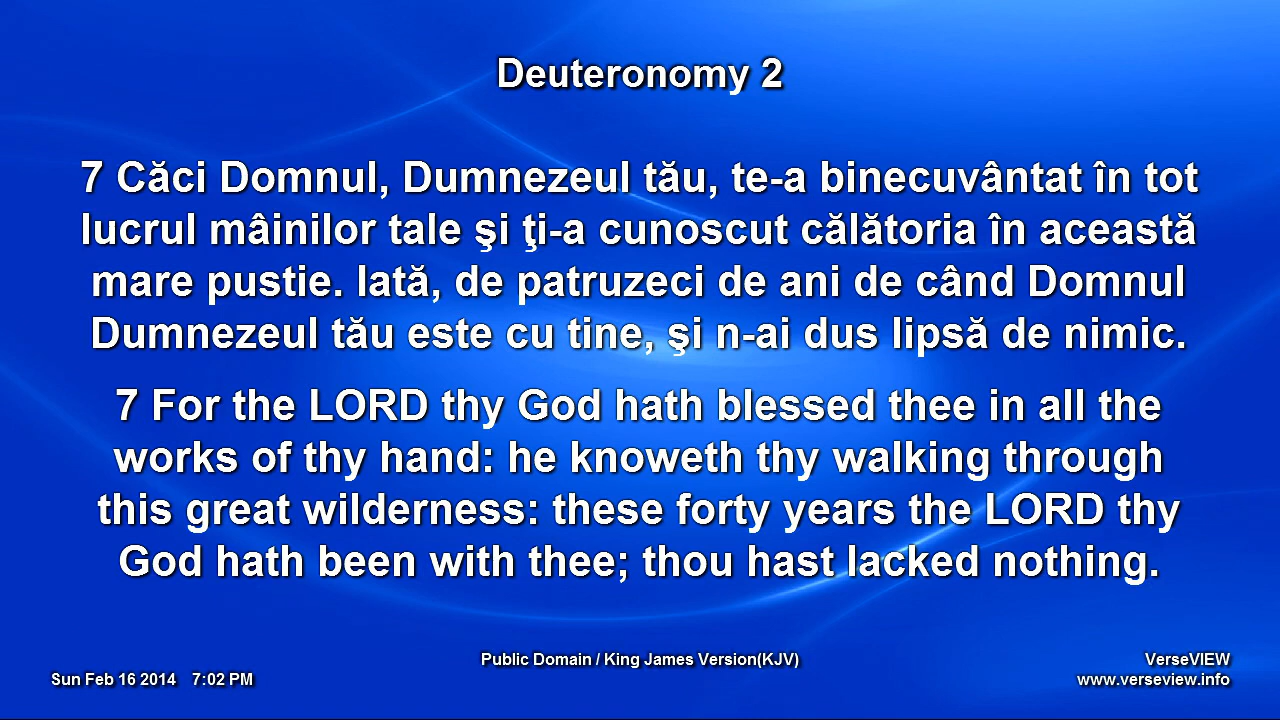 Deuteronomy 2
7 Căci Domnul, Dumnezeul tău, te-a binecuvântat în tot
lucrul mâinilor tale şi ţi-a cunoscut călătoria în această
mare pustie. Iată, de patruzeci de ani de când Domnul
Dumnezeul tău este cu tine, şi n-ai dus lipsă de nimic.
7 For the LORD thy God hath blessed thee in all the
works of thy hand: he knoweth thy walking through
this great wilderness: these forty years the LORD thy
God hath been with thee; thou hast lacked nothing.
Public Domain / King James Version(KJV)
VerseVIEW
Sun Feb 16 2014 7:02 PM
www.verseview.info